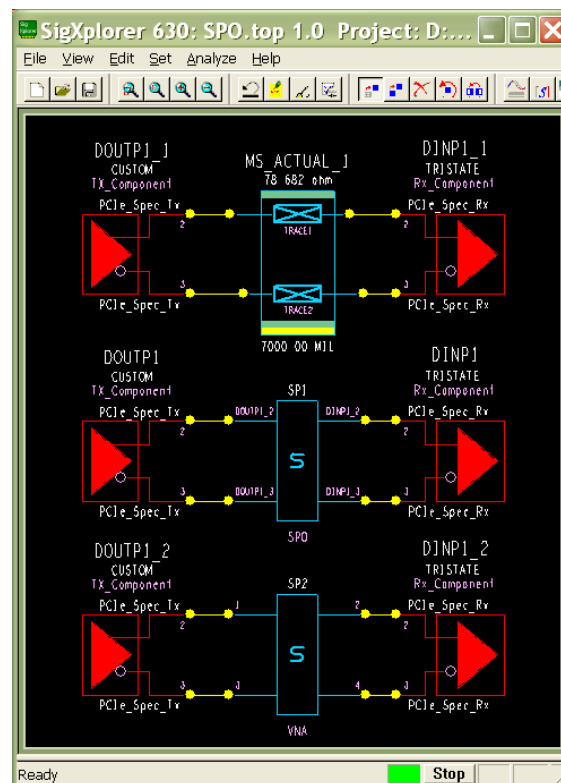 SigXplorer 630: SPO.top 1.0 Project: D:...
File View Edit Set Analyze Help
DOUTP1_1
CUSTOM
TX_Component
PCIe_Spec_Tx
2
3
PCIe_Spec_Tx
MS_ACTUAL_1
78 682 ohm
TRACE1
TRACE2
7000 00 MIL
DINP1_1
TRISTATE
Rx_Component
PCIe_Spec_Rx
2
3
PCIe_Spec_Rx
DOUTP1
CUSTOM
TX_Component
PCIe_Spec_Tx
2
3
PCIe_Spec_Tx
SP1
DOUTP1_2 DINP1_2
S
DOUTP1_3 DINP1_3
SPO
DINP1
TRISTATE
Rx_Component
PCIe_Spec_Rx
2
3
PCIe_Spec_Rx
DOUTP1_2
CUSTOM
TX_Component
PCIe_Spec_Tx
2
3
PCIe_Spec_Tx
SP2
1 2
S
3 4
VNA
DINP1_2
TRISTATE
Rx_Component
PCIe_Spec_Rx
2
3
PCIe_Spec_Rx
Ready Stop